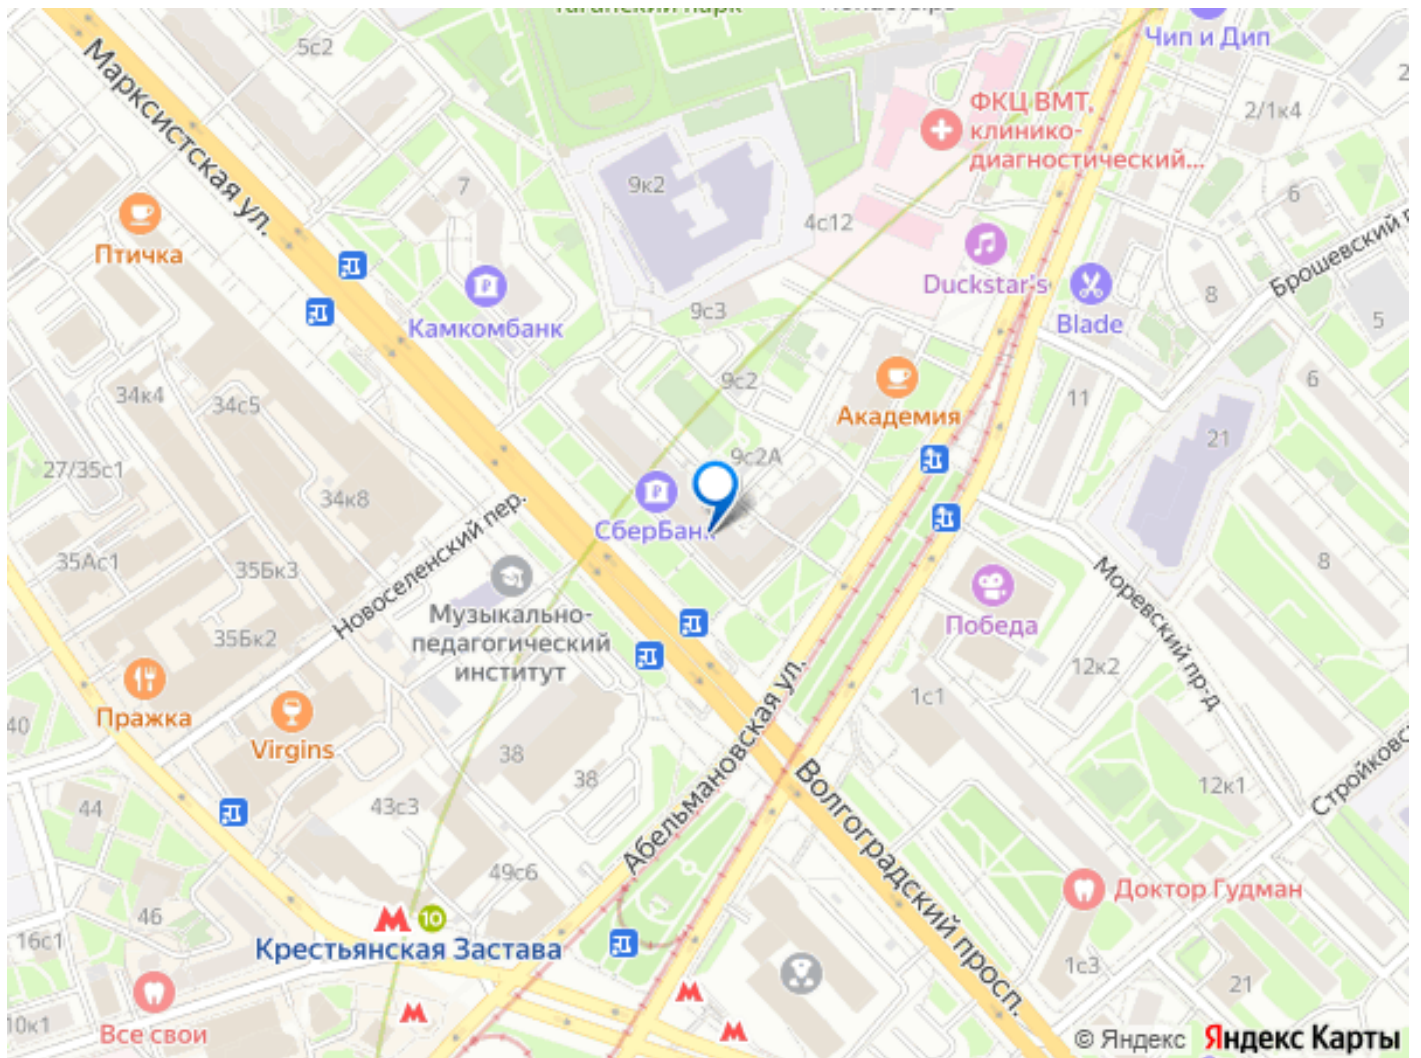 Таганский парк
Чип и Дип
5с2
Марксистская ул.
2
2/1к4
ФКЦ ВМТ,
клинико-
диагностический...
7
9к2
4с12
6
Птичка
Брошевский п
Duckstar's
8
Камкомбанк
9с3
Blade
5
34к4
34с5
9с2
Академия
11
6
27/35с1
9с2А
21
34к8
Новоселенский пер.
СберБанк
35Ас1
35Бк3
8
Музыкально-
педагогический
институт
Победа
Моревский пр-д
35Бк2
12к2
1с1
40
Пражка
Virgins
38
38
Абельмановская ул.
Волгоградский просп.
12к1
Стройковс
44
43с3
49с6
Доктор Гудман
46
10
16с1
Крестьянская Застава
1с3
21
10к1
Все свои
© Яндекс Яндекс Карты